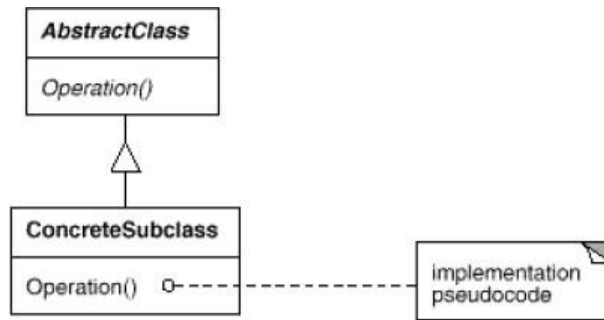 AbstractClass
Operation()
ConcreteSubclass
Operation()
implementation
pseudocode